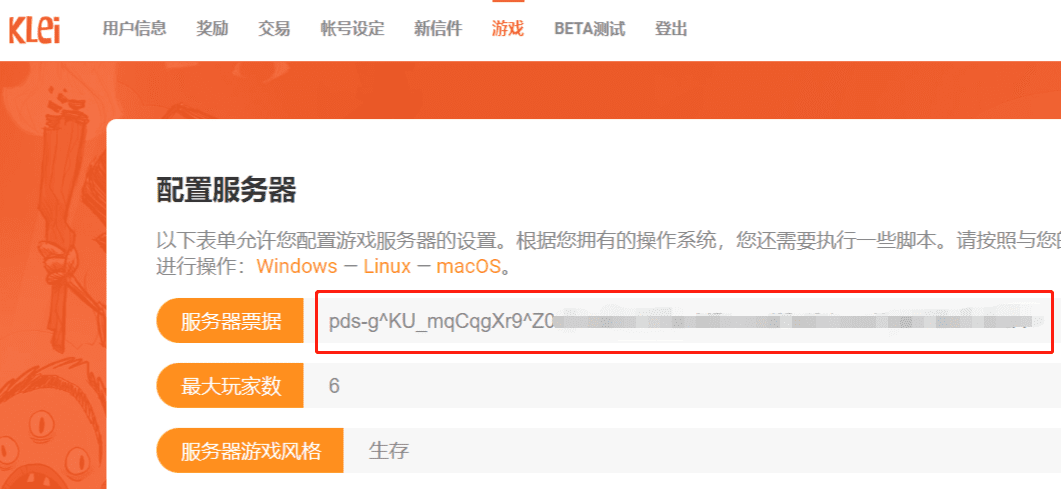 Klei 用户信息 奖励 交易 帐号设定 新信件 游戏 BETA测试 登出
配置服务器
以下表单允许您配置游戏服务器的设置。根据您拥有的操作系统，您还需要执行一些脚本。请按照与您的
进行操作：Windows — Linux — macOS。
服务器票据 pds-g^KU_mqCqgXr9^Z0
最大玩家数 6
服务器游戏风格 生存